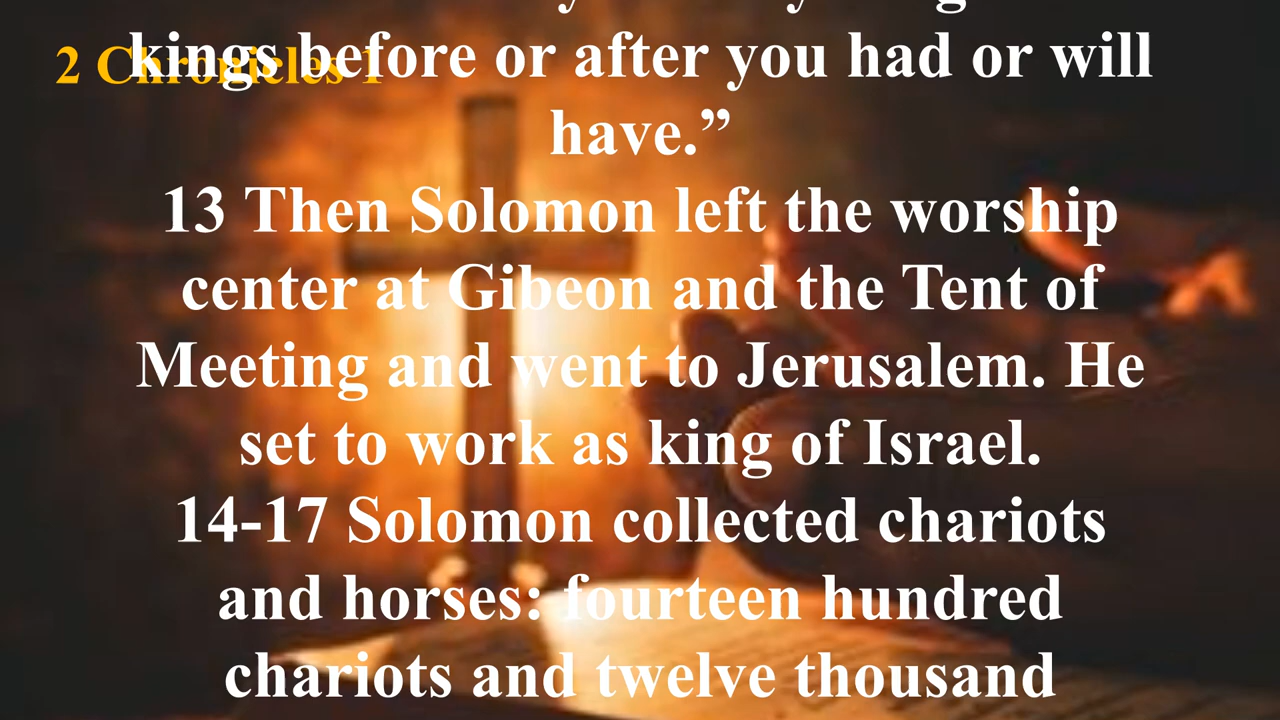 2 Chronicles 1
kings before or after you had or will
have.”
13 Then Solomon left the worship
center at Gibeon and the Tent of
Meeting and went to Jerusalem. He
set to work as king of Israel.
14-17 Solomon collected chariots
and horses: fourteen hundred
chariots and twelve thousand